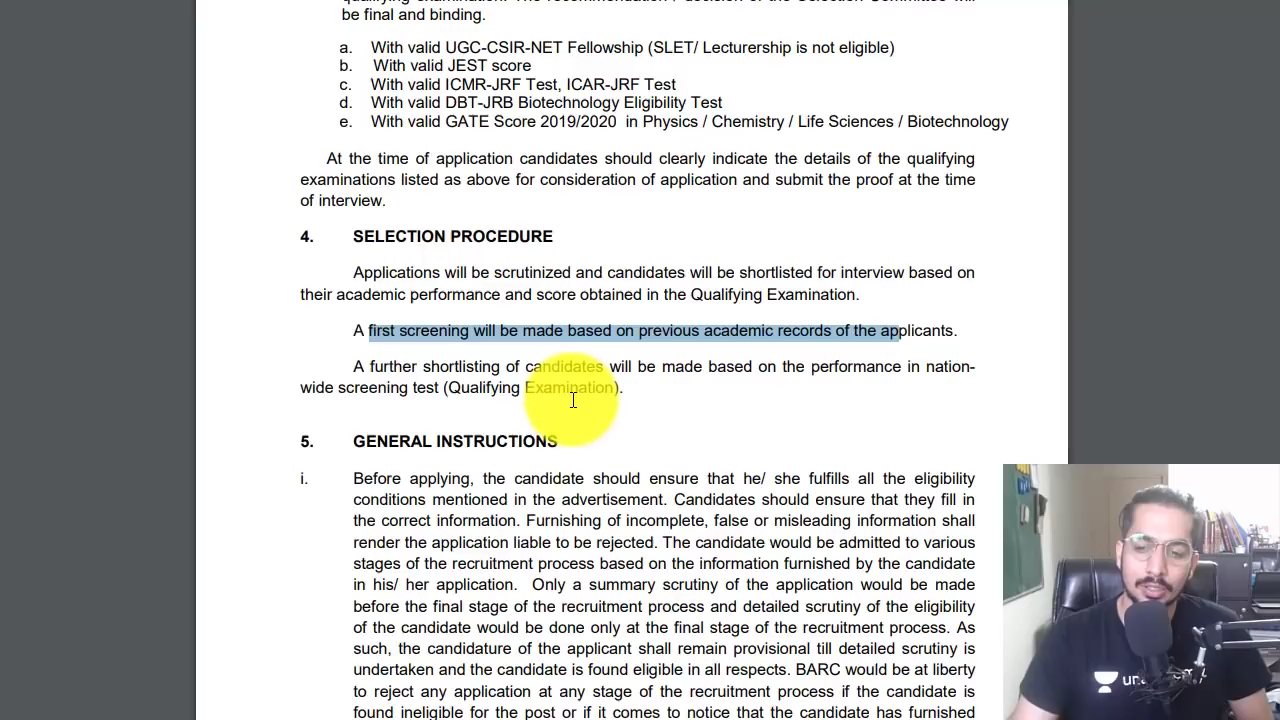 be final and binding.
a. With valid UGC-CSIR-NET Fellowship (SLET/ Lecturership is not eligible)
b. With valid JEST score
c. With valid ICMR-JRF Test, ICAR-JRF Test
d. With valid DBT-JRB Biotechnology Eligibility Test
e. With valid GATE Score 2019/2020 in Physics / Chemistry / Life Sciences / Biotechnology
At the time of application candidates should clearly indicate the details of the qualifying
examinations listed as above for consideration of application and submit the proof at the time
of interview.
4. SELECTION PROCEDURE
Applications will be scrutinized and candidates will be shortlisted for interview based on
their academic performance and score obtained in the Qualifying Examination.
A first screening will be made based on previous academic records of the applicants.
A further shortlisting of candidates will be made based on the performance in nation-
wide screening test (Qualifying Examination).
5. GENERAL INSTRUCTIONS
i. Before applying, the candidate should ensure that he/ she fulfills all the eligibility
conditions mentioned in the advertisement. Candidates should ensure that they fill in
the correct information. Furnishing of incomplete, false or misleading information shall
render the application liable to be rejected. The candidate would be admitted to various
stages of the recruitment process based on the information furnished by the candidate
in his/ her application. Only a summary scrutiny of the application would be made
before the final stage of the recruitment process and detailed scrutiny of the eligibility
of the candidate would be done only at the final stage of the recruitment process. As
such, the candidature of the applicant shall remain provisional till detailed scrutiny is
undertaken and the candidate is found eligible in all respects. BARC would be at liberty
to reject any application at any stage of the recruitment process if the candidate is
found ineligible for the post or if it comes to notice that the candidate has furnished